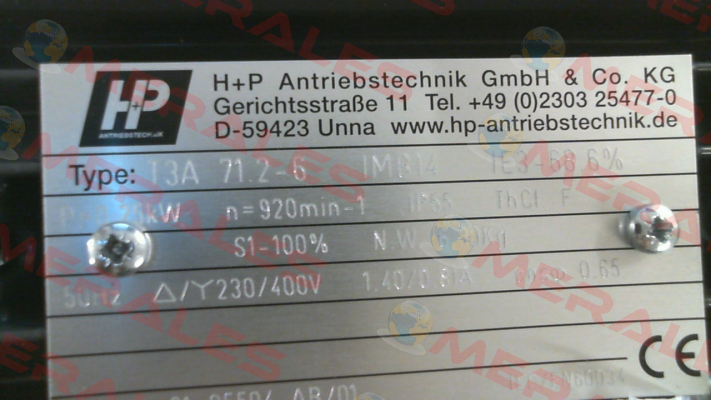 H+P
ANTRIEBSTECHNIK
H+P Antriebstechnik GmbH & Co. KG
Gerichtsstraße 11 Tel. +49 (0)2303 25477-0
D-59423 Unna www.hp-antriebstechnik.de
Type: T3A 71.2-6 IMB14 IE3 68.6%
n=920min-1 IP55 ThCl F
S1-100% N.W.
50Hz Δ/Y230/400V 1.40/0.81A 0.65
CE